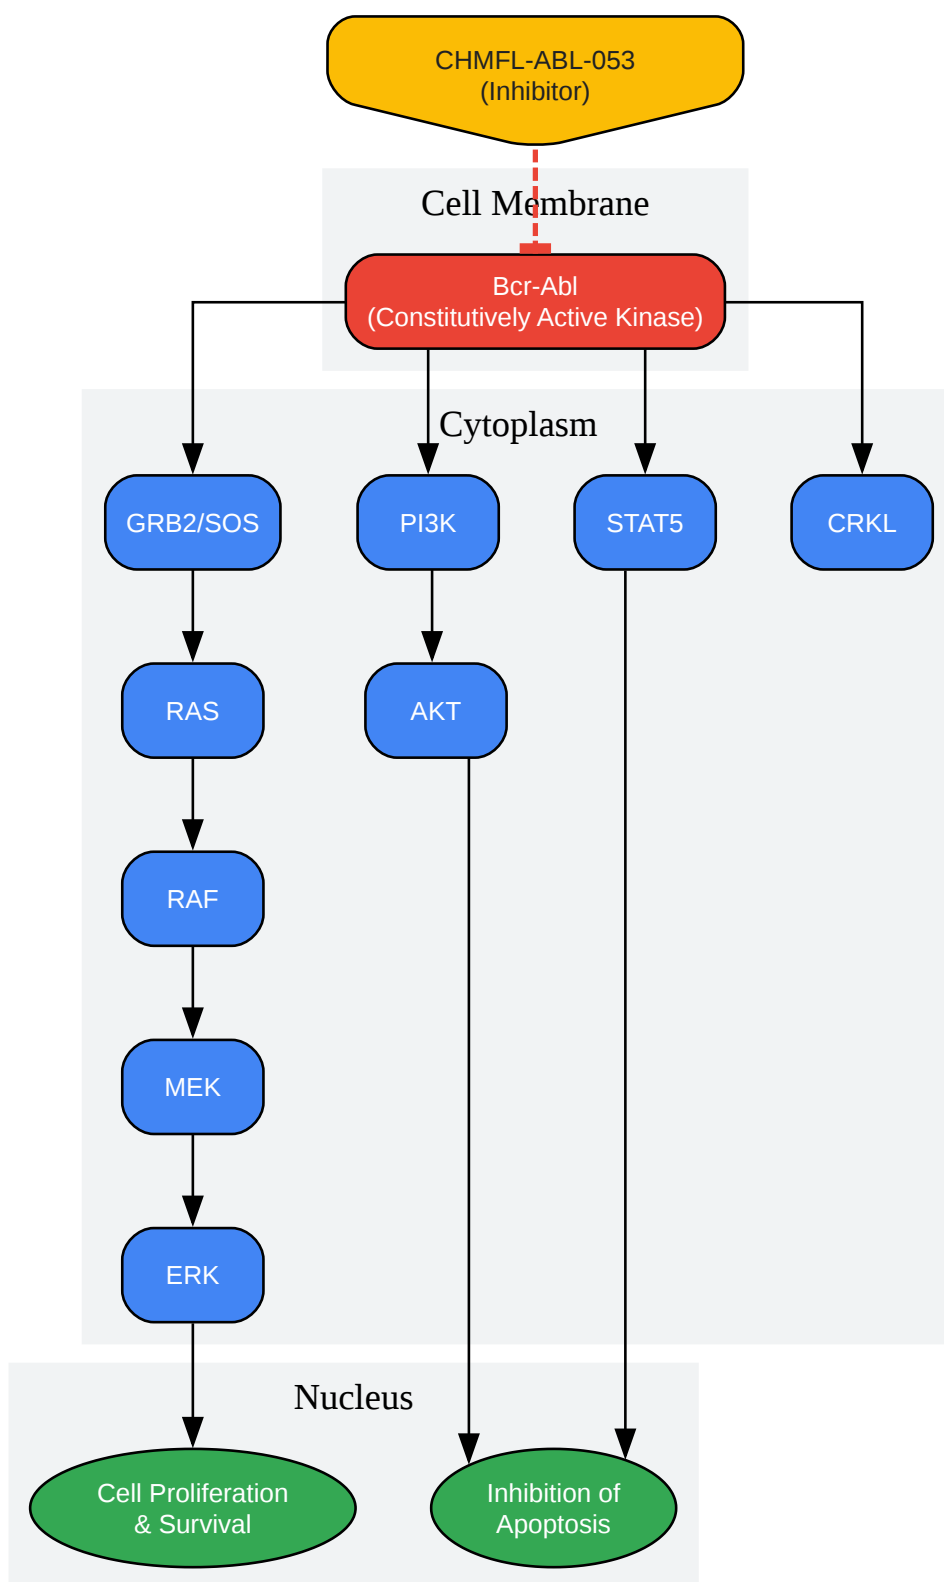 CHMFL-ABL-053
(Inhibitor)
Cell Membrane
Bcr-Abl
(Constitutively Active Kinase)
Cytoplasm
GRB2/SOS
PI3K
STAT5
CRKL
RAS
AKT
RAF
MEK
ERK
Nucleus
Cell Proliferation
& Survival
Inhibition of
Apoptosis